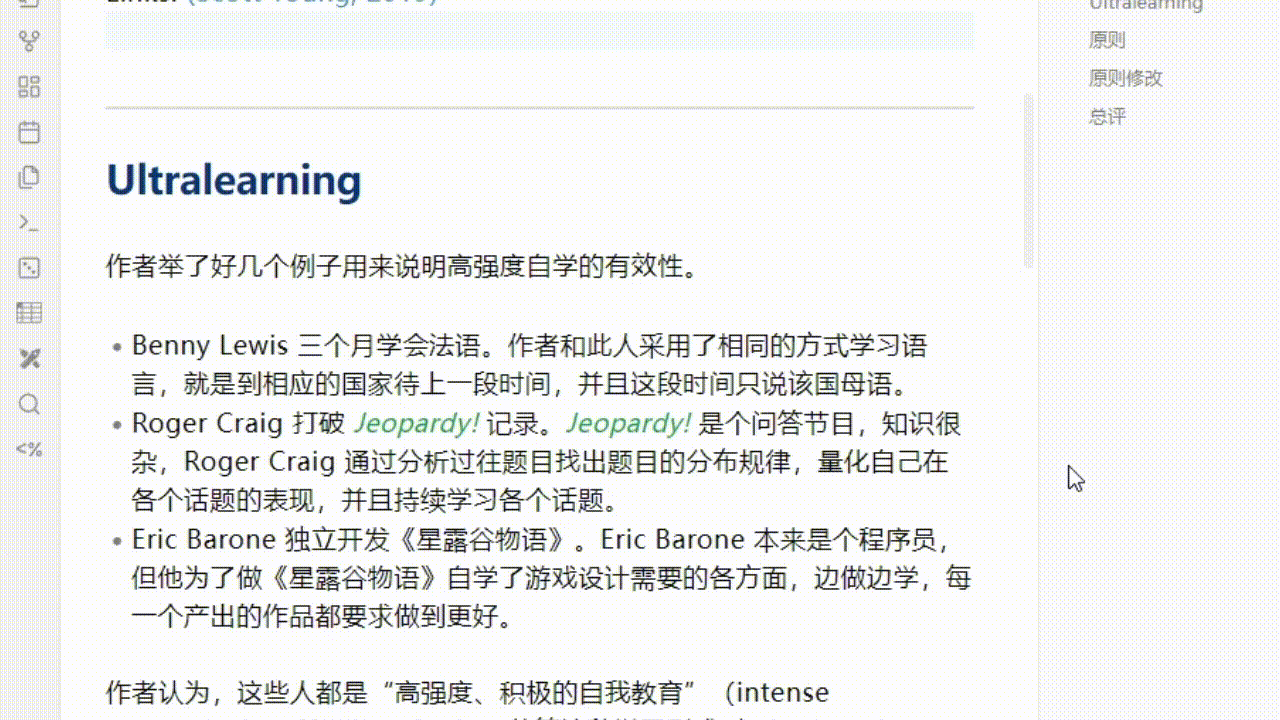 (Scott Young, 2019)
Ultralearning
作者举了好几个例子用来说明高强度自学的有效性。
• Benny Lewis 三个月学会法语。作者和此人采用了相同的方式学习语
言，就是到相应的国家待上一段时间，并且这段时间只说该国母语。
• Roger Craig 打破 Jeopardy! 记录。Jeopardy! 是个问答节目，知识很
杂，Roger Craig 通过分析过往题目找出题目的分布规律，量化自己在
各个话题的表现，并且持续学习各个话题。
• Eric Barone 独立开发《星露谷物语》。Eric Barone 本来是个程序员，
但他为了做《星露谷物语》自学了游戏设计需要的各方面，边做边学，每
一个产出的作品都要求做到更好。
作者认为，这些人都是“高强度、积极的自我教育”（intense
Ultralearning
原则
原则修改
总评
<%